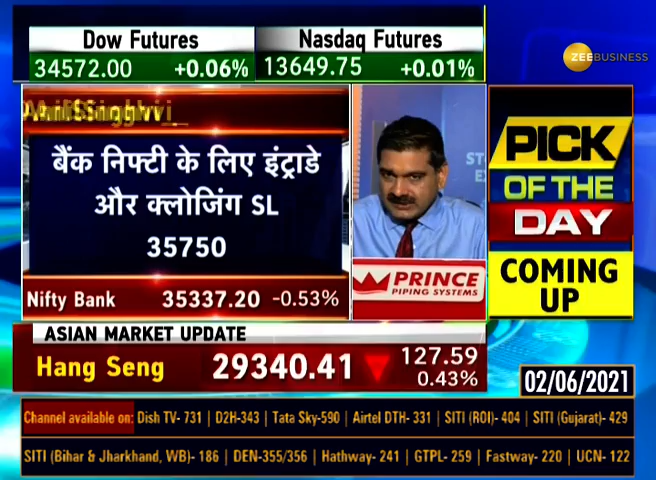 Dow Futures
34572.00 +0.06%
Nasdaq Futures
13649.75 +0.01%
ZEEBUSINESS
बैंक निफ्टी के लिए इंट्राडे
और क्लोजिंग SL
35750
Nifty Bank 35337.20 -0.53%
PRINCE
PIPING SYSTEMS
PICK
OF THE
DAY
COMING
UP
ASIAN MARKET UPDATE
Hang Seng 29340.41 127.59
0.43%
02/06/2021
Channel available on: Dish TV- 731 | D2H-343 | Tata Sky-590 | Airtel DTH- 331 | SITI (ROI)- 404 | SITI (Gujarat)- 429
SITI (Bihar & Jharkhand, WB)- 186 | DEN-355/356 | Hathway- 241 | GTPL- 259 | Fastway- 220 | UCN- 122